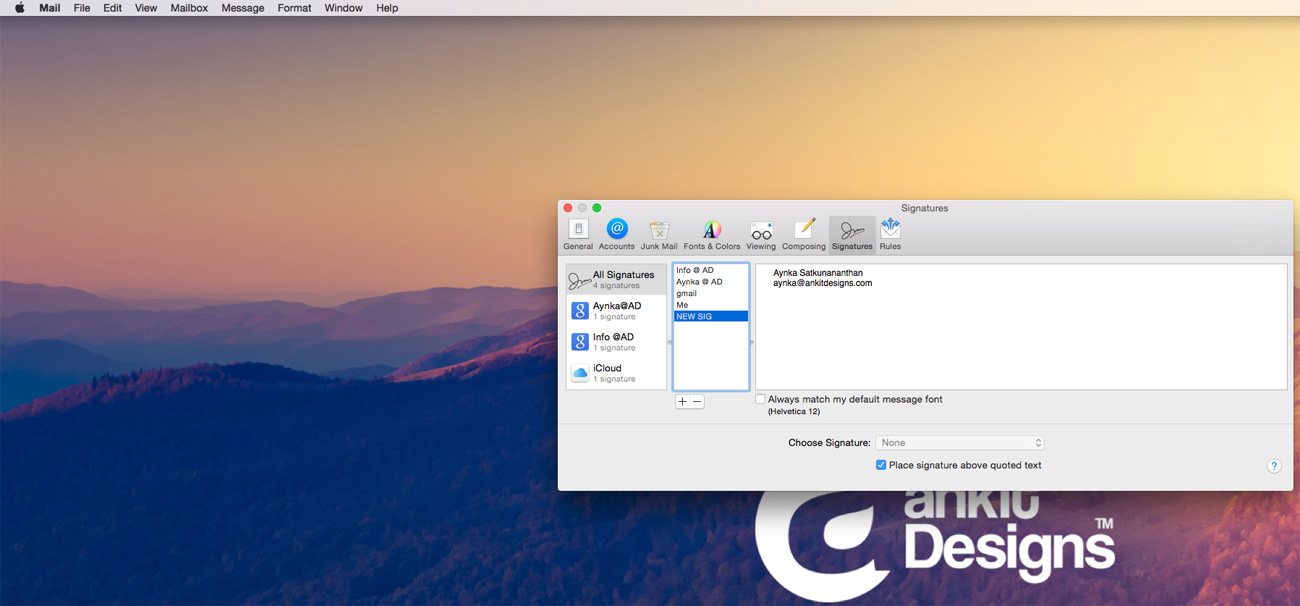 Mail File Edit View Mailbox Message Format Window Help
Signatures
General Accounts Junk Mail Fonts & Colors Viewing Composing Signatures Rules
All Signatures
4 signatures
Aynka@AD
1 signature
Info @AD
1 signature
iCloud
1 signature
Info @ AD
Aynka @ AD
gmail
Me
NEW SIG
Aynka Satkunananthan
aynka@ankitdesigns.com
+ −
Always match my default message font
(Helvetica 12)
Choose Signature: None
Place signature above quoted text
?
ankit
Designs™